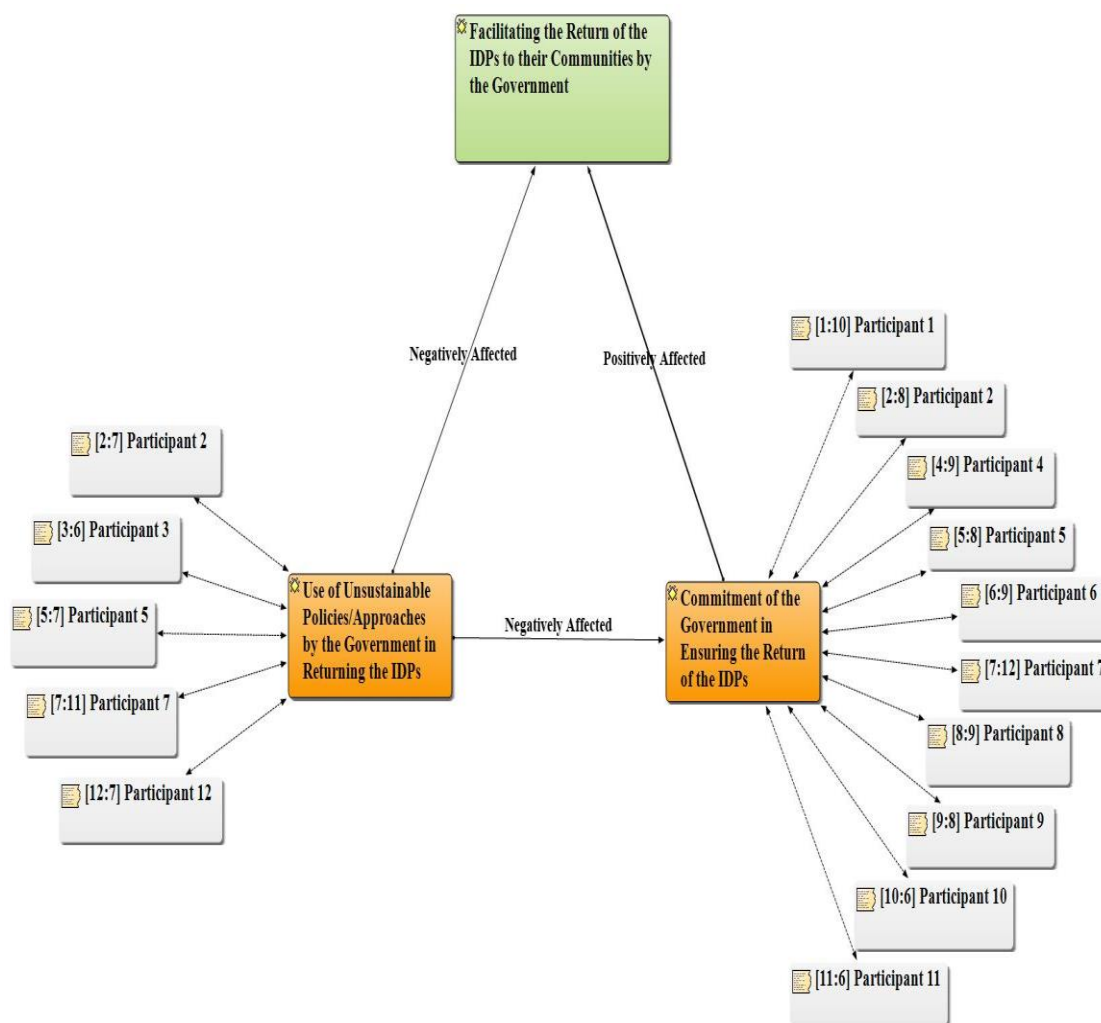 Facilitating the Return of the
IDPs to their Communities by
the Government
Negatively Affected
Positively Affected
[1:10] Participant 1
[2:8] Participant 2
[4:9] Participant 4
[5:8] Participant 5
[6:9] Participant 6
[7:12] Participant 7
[8:9] Participant 8
[9:8] Participant 9
[10:6] Participant 10
[11:6] Participant 11
[2:7] Participant 2
[3:6] Participant 3
[5:7] Participant 5
[7:11] Participant 7
[12:7] Participant 12
Use of Unsustainable
Policies/Approaches
by the Government in
Returning the IDPs
Negatively Affected
Commitment of the
Government in
Ensuring the Return
of the IDPs